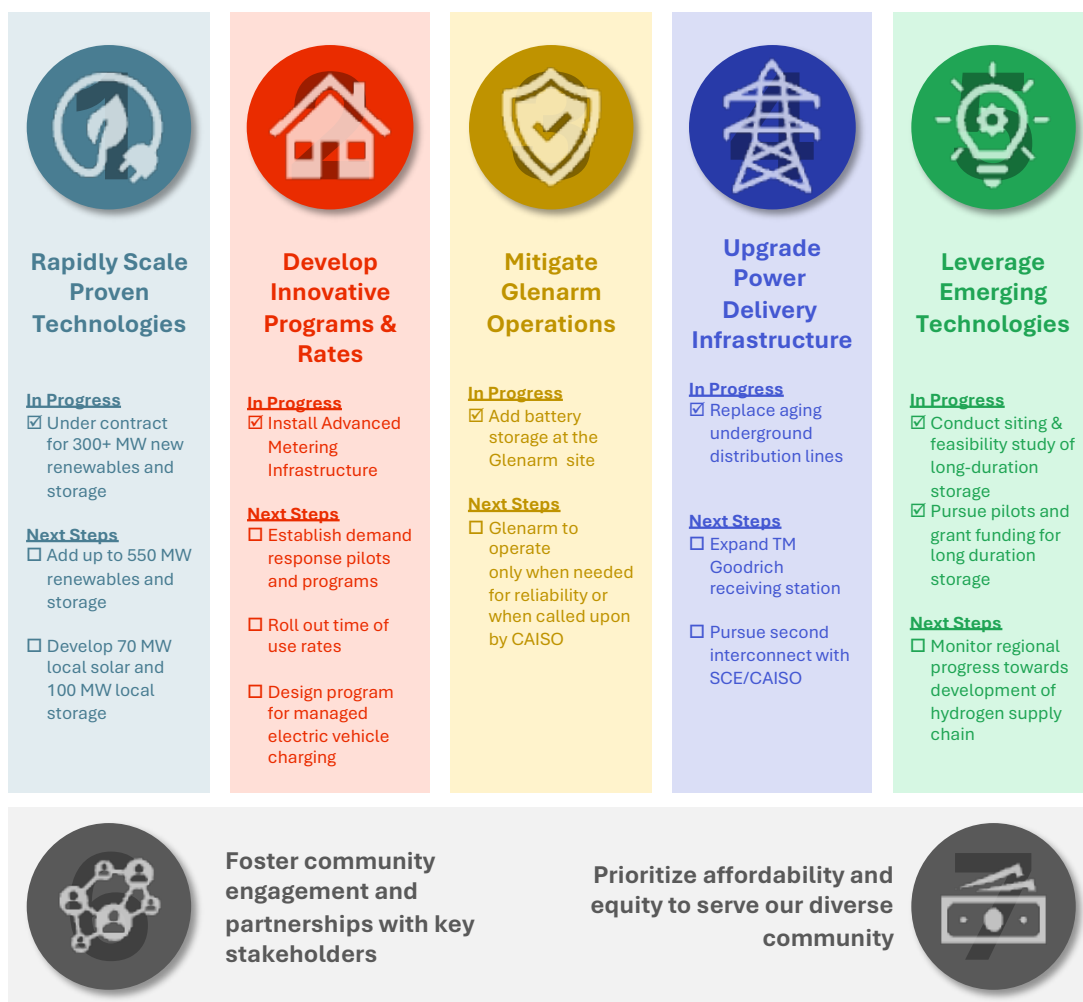 1
Rapidly Scale
Proven
Technologies
In Progress
☑ Under contract
for 300+ MW new
renewables and
storage
Next Steps
☐ Add up to 550 MW
renewables and
storage
☐ Develop 70 MW
local solar and
100 MW local
storage
2
Develop
Innovative
Programs &
Rates
In Progress
☑ Install Advanced
Metering
Infrastructure
Next Steps
☐ Establish demand
response pilots
and programs
☐ Roll out time of
use rates
☐ Design program
for managed
electric vehicle
charging
3
Mitigate
Glenarm
Operations
In Progress
☑ Add battery
storage at the
Glenarm site
Next Steps
☐ Glenarm to
operate
only when needed
for reliability or
when called upon
by CAISO
4
Upgrade
Power
Delivery
Infrastructure
In Progress
☑ Replace aging
underground
distribution lines
Next Steps
☐ Expand TM
Goodrich
receiving station
☐ Pursue second
interconnect with
SCE/CAISO
5
Leverage
Emerging
Technologies
In Progress
☑ Conduct siting &
feasibility study of
long-duration
storage
☑ Pursue pilots and
grant funding for
long duration
storage
Next Steps
☐ Monitor regional
progress towards
development of
hydrogen supply
chain
6
Foster community
engagement and
partnerships with key
stakeholders
Prioritize affordability and
equity to serve our diverse
community
7